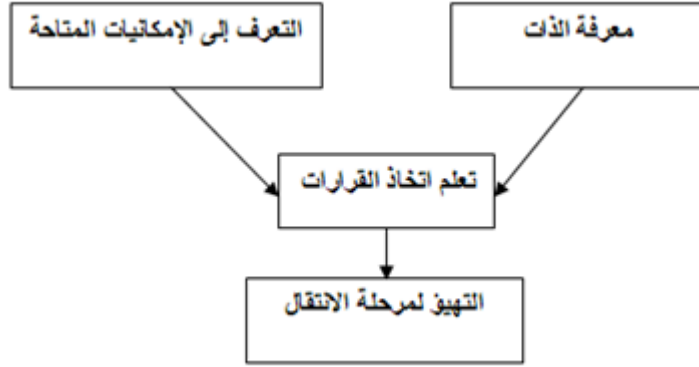 معرفة الذات
التعرف إلى الإمكانيات المتاحة
تعلم اتخاذ القرارات
التهيؤ لمرحلة الانتقال